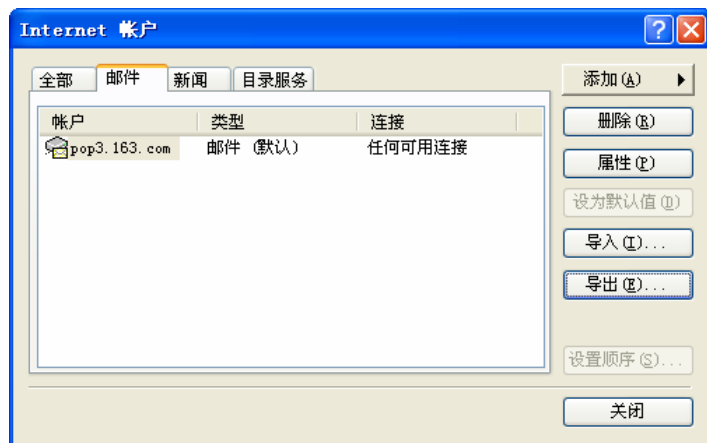 Internet 帐户
全部 邮件 新闻 目录服务
添加(A)
帐户 类型 连接
删除(R)
pop3.163.com 邮件 (默认) 任何可用连接
属性(P)
设为默认值(D)
导入(I)...
导出(E)...
设置顺序(S)...
关闭